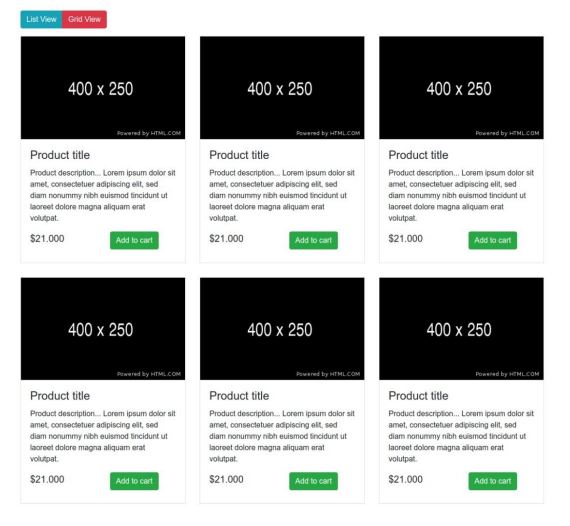 List View Grid View
400 x 250
Powered by HTML.COM
Product title
Product description... Lorem ipsum dolor sit
amet, consectetuer adipiscing elit, sed
diam nonummy nibh euismod tincidunt ut
laoreet dolore magna aliquam erat
volutpat.
$21.000
Add to cart
400 x 250
Powered by HTML.COM
Product title
Product description... Lorem ipsum dolor sit
amet, consectetuer adipiscing elit, sed
diam nonummy nibh euismod tincidunt ut
laoreet dolore magna aliquam erat
volutpat.
$21.000
Add to cart
400 x 250
Powered by HTML.COM
Product title
Product description... Lorem ipsum dolor sit
amet, consectetuer adipiscing elit, sed
diam nonummy nibh euismod tincidunt ut
laoreet dolore magna aliquam erat
volutpat.
$21.000
Add to cart
400 x 250
Powered by HTML.COM
Product title
Product description... Lorem ipsum dolor sit
amet, consectetuer adipiscing elit, sed
diam nonummy nibh euismod tincidunt ut
laoreet dolore magna aliquam erat
volutpat.
$21.000
Add to cart
400 x 250
Powered by HTML.COM
Product title
Product description... Lorem ipsum dolor sit
amet, consectetuer adipiscing elit, sed
diam nonummy nibh euismod tincidunt ut
laoreet dolore magna aliquam erat
volutpat.
$21.000
Add to cart
400 x 250
Powered by HTML.COM
Product title
Product description... Lorem ipsum dolor sit
amet, consectetuer adipiscing elit, sed
diam nonummy nibh euismod tincidunt ut
laoreet dolore magna aliquam erat
volutpat.
$21.000
Add to cart